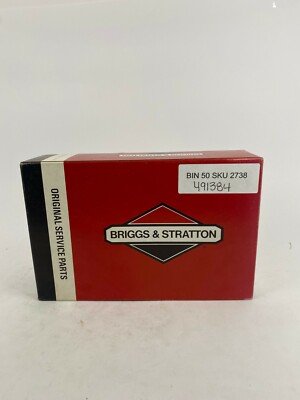 BIN 50 SKU 2738
491384
BRIGGS & STRATTON
ORIGINAL SERVICE PARTS